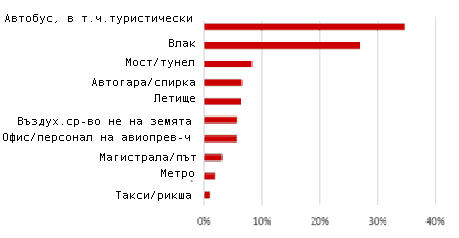 Автобус, в т.ч.туристически
Влак
Мост/тунел
Автогара/спирка
Летище
Въздух.ср-во не на земята
Офис/персонал на авиопрев-ч
Магистрала/път
Метро
Такси/рикша
0% 10% 20% 30% 40%